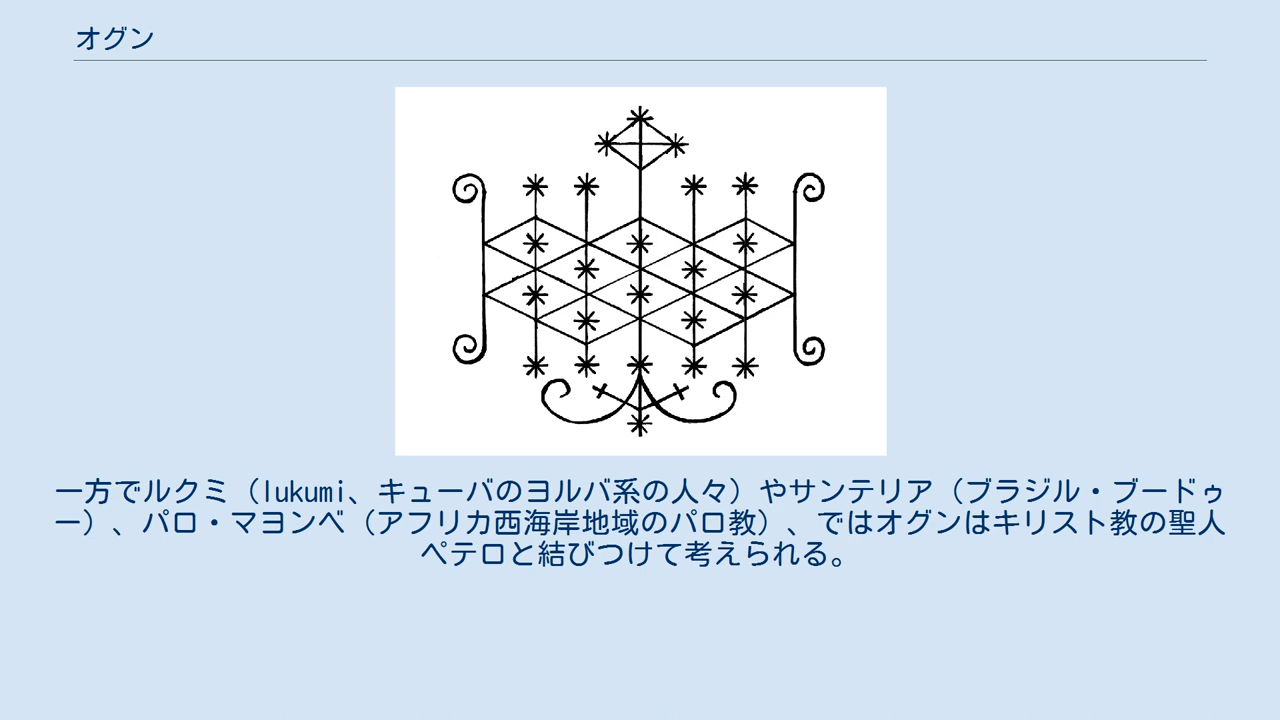 オグン
一方でルクミ（lukumi、キューバのヨルバ系の人々）やサンテリア（ブラジル・ブードゥ
ー）、パロ・マヨンベ（アフリカ西海岸地域のパロ教）、ではオグンはキリスト教の聖人
ペテロと結びつけて考えられる。